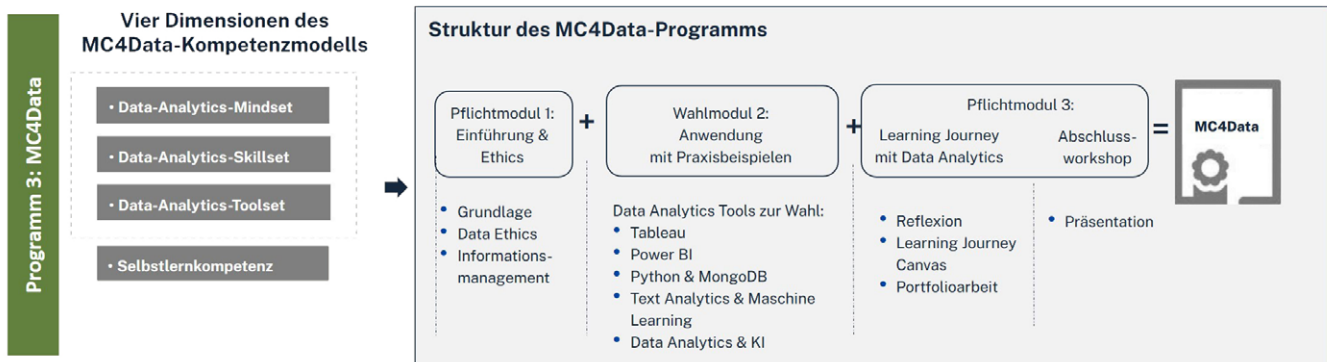 Programm 3: MC4Data
Vier Dimensionen des
MC4Data-Kompetenzmodells
• Data-Analytics-Mindset
• Data-Analytics-Skillset
• Data-Analytics-Toolset
• Selbstlernkompetenz
Struktur des MC4Data-Programms
Pflichtmodul 1:
Einführung &
Ethics
+
Wahlmodul 2:
Anwendung
mit Praxisbeispielen
+
Pflichtmodul 3:
Learning Journey
mit Data Analytics
Abschluss-
workshop
=
MC4Data
• Grundlage
• Data Ethics
• Informations-
management
Data Analytics Tools zur Wahl:
• Tableau
• Power BI
• Python & MongoDB
• Text Analytics & Maschine
Learning
• Data Analytics & KI
• Reflexion
• Learning Journey
Canvas
• Portfolioarbeit
• Präsentation